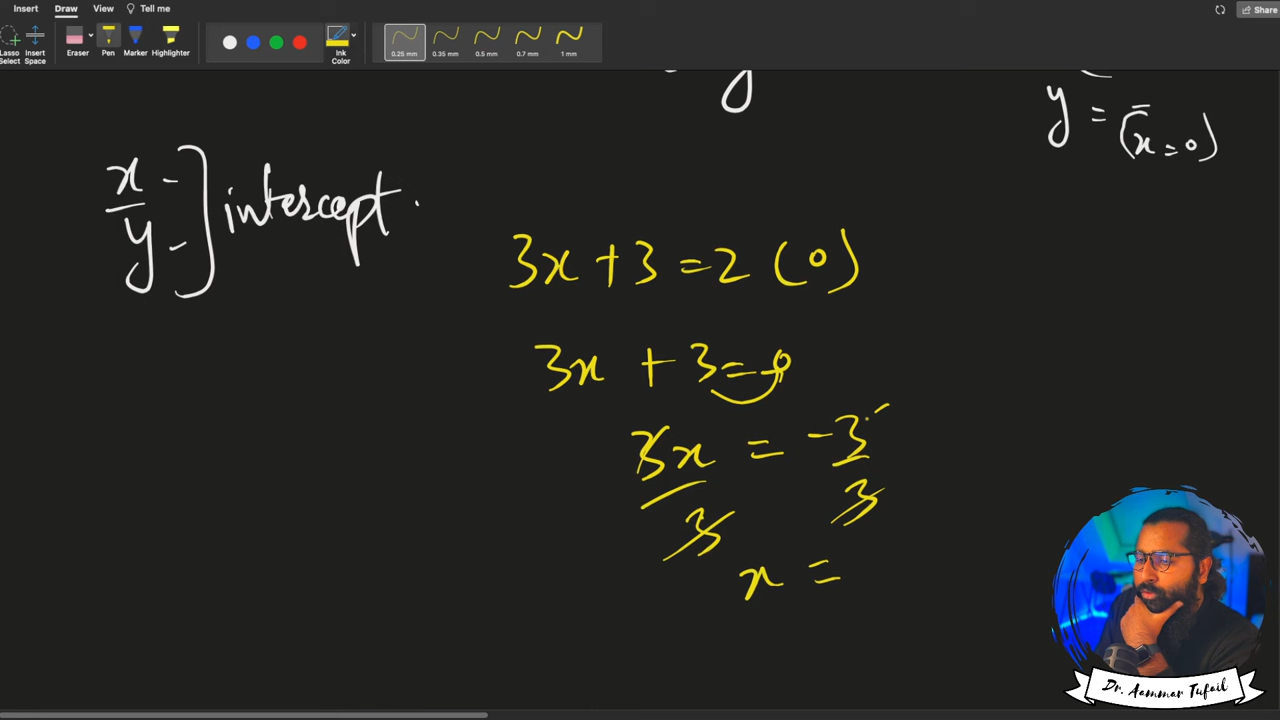 Insert Draw View Tell me Share
Lasso Select Insert Space Eraser Pen Marker Highlighter Ink Color 0.25 mm 0.35 mm 0.5 mm 0.7 mm 1 mm
y
y = (x = 0)
x -
y -
intercept.
3x + 3 = 2 (0)
3x + 3 = 0
3x = -3
3 3
x =
Dr. Aammar Tufail